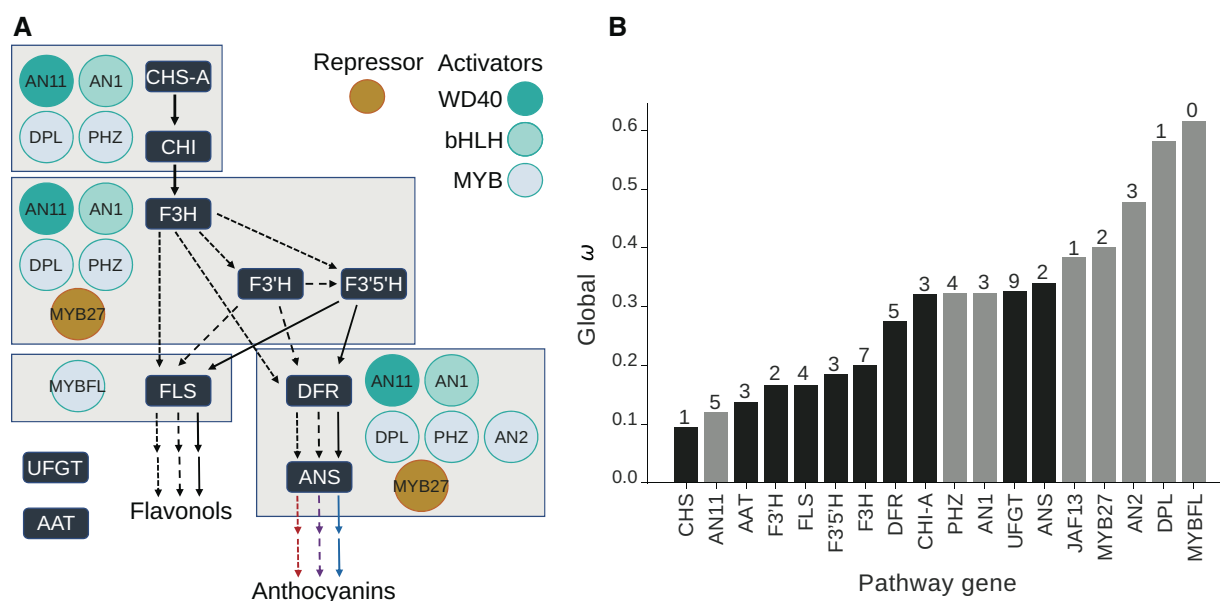 A
AN11 AN1 CHS-A
DPL PHZ CHI
Repressor Activators
WD40
bHLH
MYB
AN11 AN1 F3H
DPL PHZ
F3'H F3'5'H
MYB27
MYBFL FLS
DFR AN11 AN1
DPL PHZ AN2
ANS MYB27
UFGT
AAT
Flavonols
Anthocyanins
B
Global ω
0.6
0.5
0.4
0.3
0.2
0.1
0.0
1 5 3 2 4 3 7 5 3 4 3 9 2 1 2 3 1 0
CHS AN11 AAT F3'H FLS F3'5'H F3H DFR CHI-A PHZ AN1 UFGT ANS JAF13 MYB27 AN2 DPL MYBFL
Pathway gene